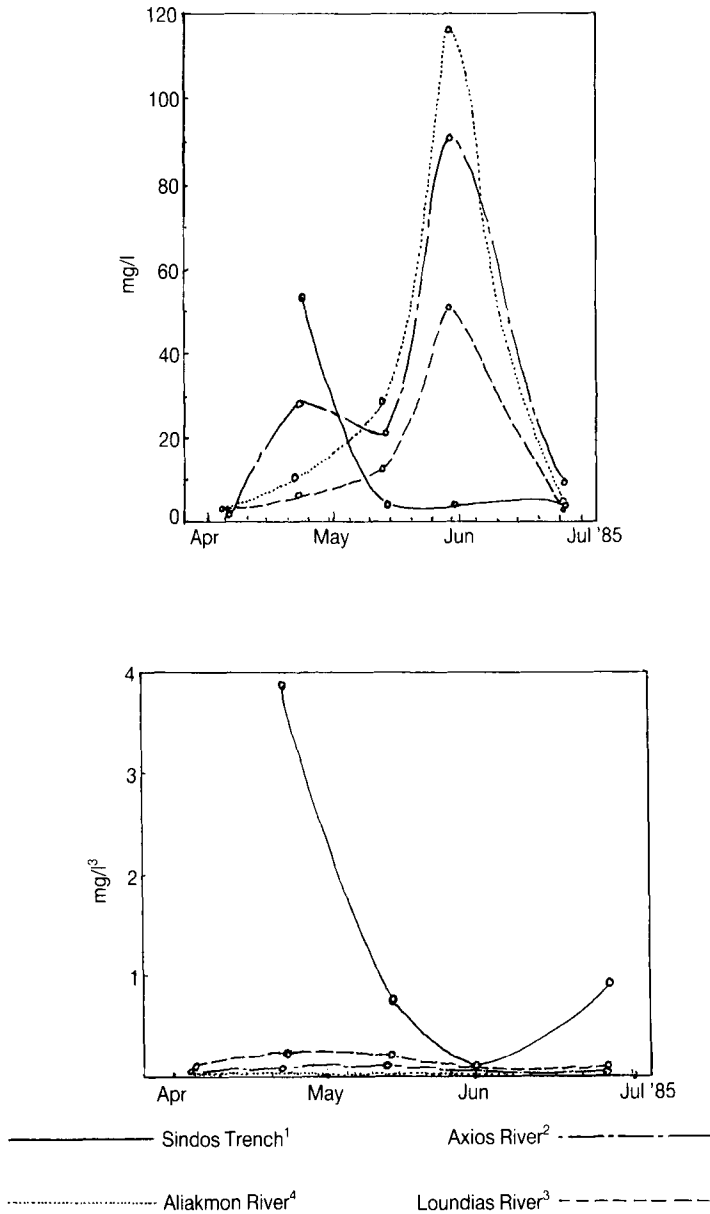 120
100
80
60
40
20
0
mg/l
Apr May Jun Jul '85
4
3
2
1
mg/l³
Apr May Jun Jul '85
Sindos Trench¹ Axios River²
Aliakmon River⁴ Loundias River³